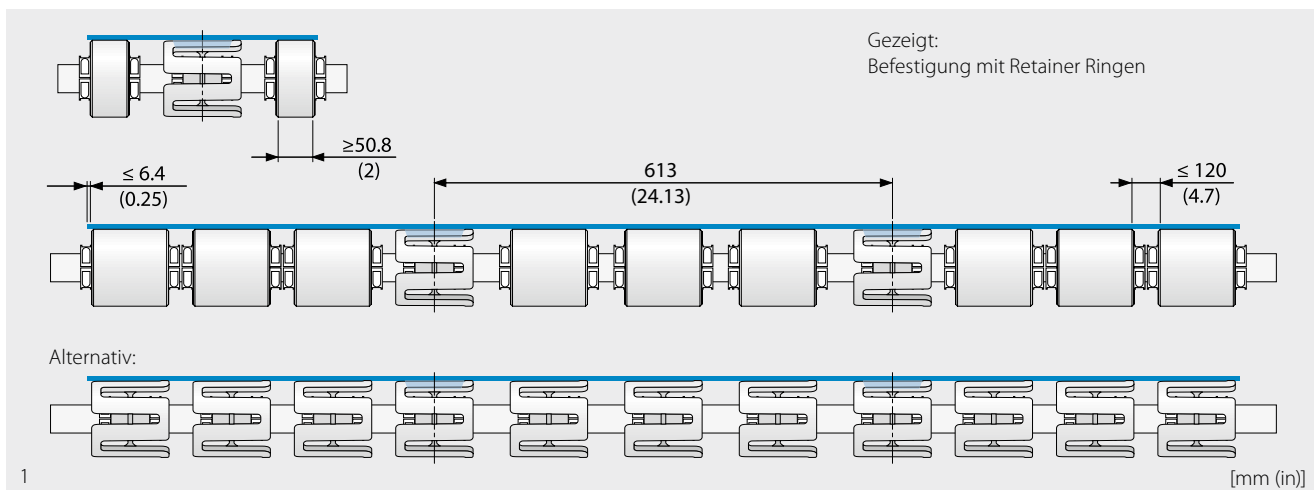 Gezeigt:
Befestigung mit Retainer Ringen
≥50.8
(2)
≤ 6.4
(0.25)
613
(24.13)
≤ 120
(4.7)
Alternativ:
1
[mm (in)]